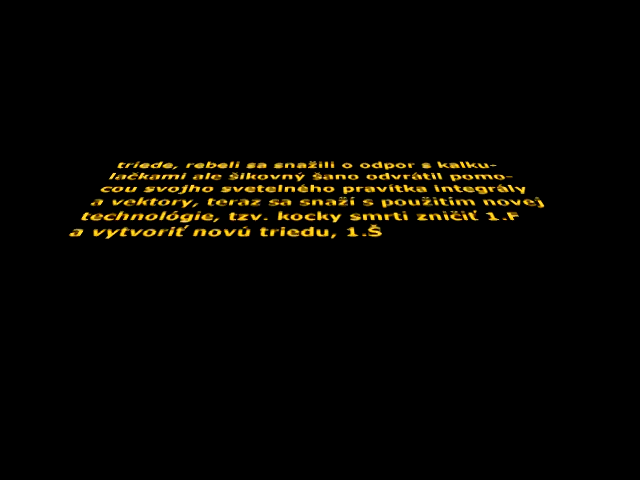 triede, rebeli sa snažili o odpor s kalku-
lačkami ale šikovný šano odvrátil pomo-
cou svojho svetelného pravítka integrály
a vektory, teraz sa snaží s použitím novej
technológie, tzv. kocky smrti zničiť 1.F
a vytvoriť novú triedu, 1.Š